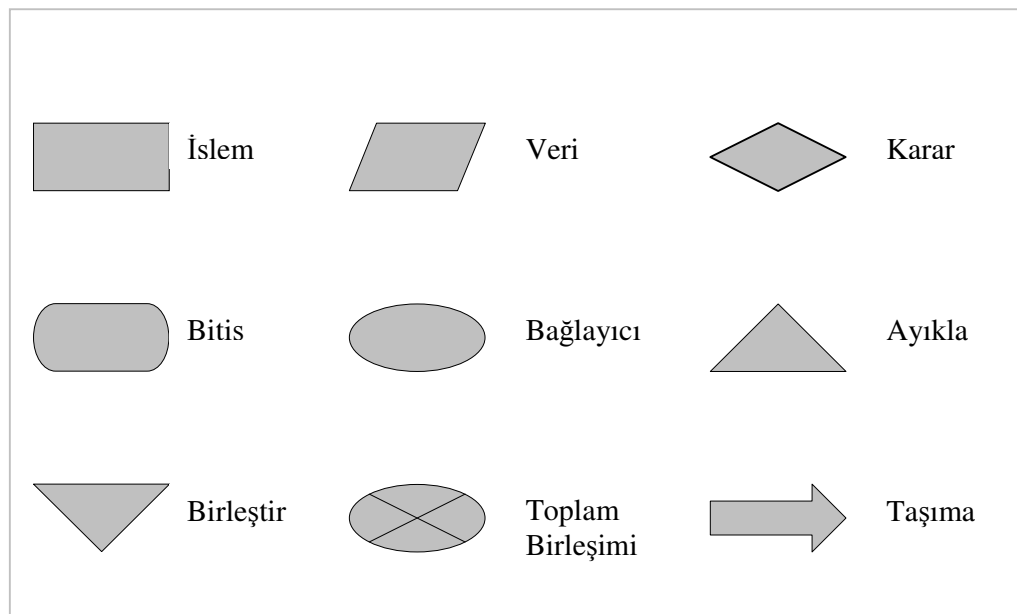 İslem
Veri
Karar
Bitis
Bağlayıcı
Ayıkla
Birleştir
Toplam
Birleşimi
Taşıma